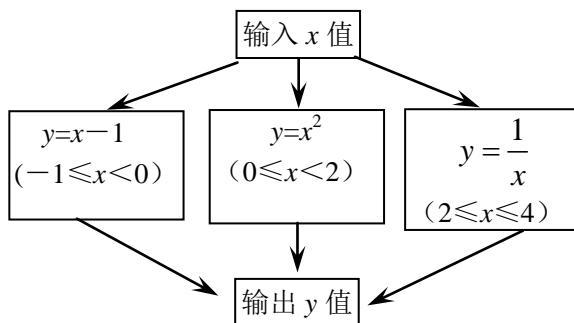 输入 x 值
y=x－1
(－1≤x＜0）
y=x²
（0≤x＜2）
y = 1/x
（2≤x≤4）
输出 y 值